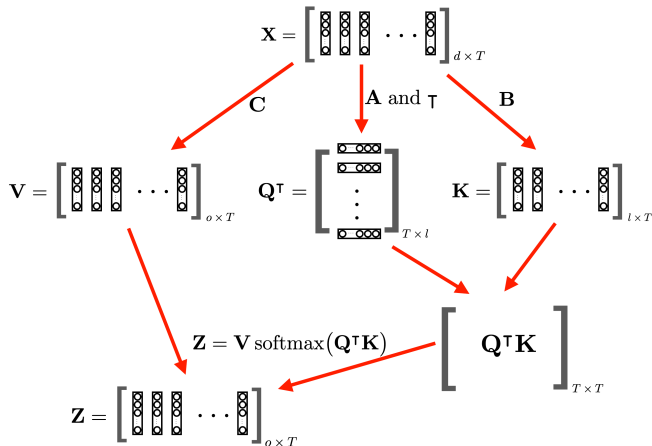 X = [ · · · ] d × T
C
A and ⊺
B
V = [ · · · ] o × T
Q⊺ = [ · · · ] T × l
K = [ · · · ] l × T
Z = V softmax(Q⊺K)
[ Q⊺K ] T × T
Z = [ · · · ] o × T